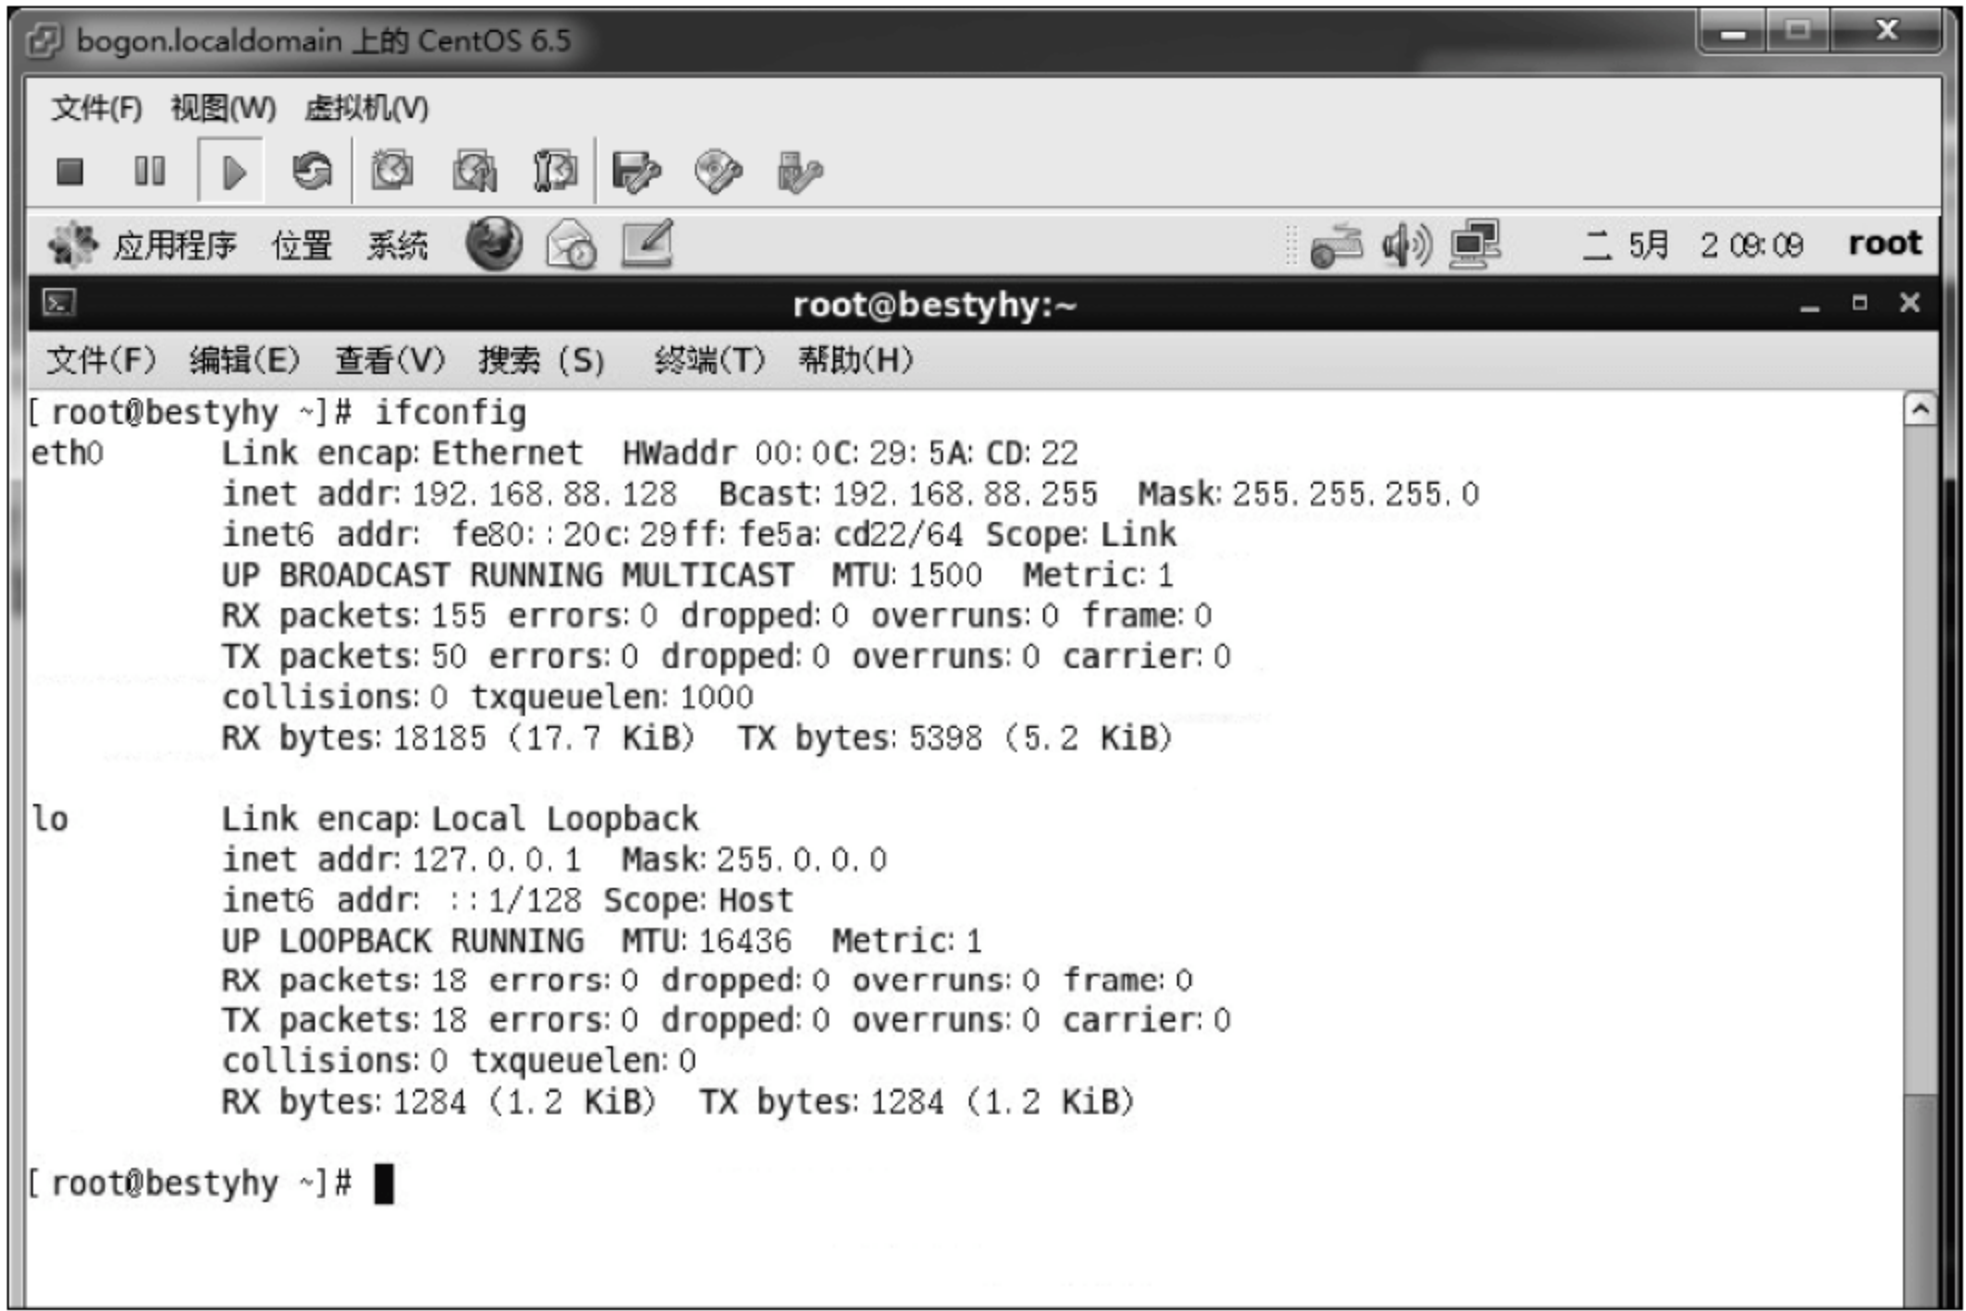 bogon.localdomain 上的 CentOS 6.5
文件(F) 视图(W) 虚拟机(V)
应用程序 位置 系统 二 5月 2 09:09 root
root@bestyhy:~
文件(F) 编辑(E) 查看(V) 搜索 (S) 终端(T) 帮助(H)
[root@bestyhy ~]# ifconfig
eth0 Link encap:Ethernet HWaddr 00:0C:29:5A:CD:22
inet addr:192.168.88.128 Bcast:192.168.88.255 Mask:255.255.255.0
inet6 addr: fe80::20c:29ff:fe5a:cd22/64 Scope:Link
UP BROADCAST RUNNING MULTICAST MTU:1500 Metric:1
RX packets:155 errors:0 dropped:0 overruns:0 frame:0
TX packets:50 errors:0 dropped:0 overruns:0 carrier:0
collisions:0 txqueuelen:1000
RX bytes:18185 (17.7 KiB) TX bytes:5398 (5.2 KiB)
lo Link encap:Local Loopback
inet addr:127.0.0.1 Mask:255.0.0.0
inet6 addr: ::1/128 Scope:Host
UP LOOPBACK RUNNING MTU:16436 Metric:1
RX packets:18 errors:0 dropped:0 overruns:0 frame:0
TX packets:18 errors:0 dropped:0 overruns:0 carrier:0
collisions:0 txqueuelen:0
RX bytes:1284 (1.2 KiB) TX bytes:1284 (1.2 KiB)
[root@bestyhy ~]#